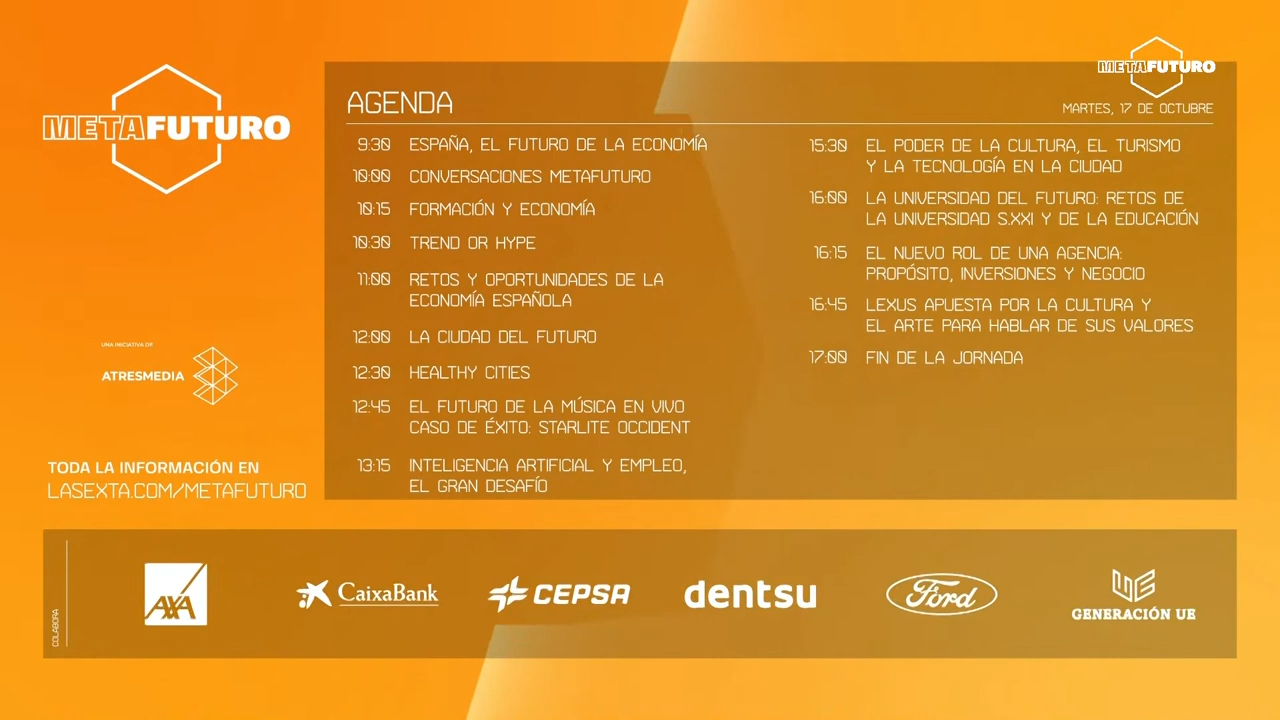 METAFUTURO
UNA INICIATIVA DE
ATRESMEDIA
TODA LA INFORMACIÓN EN
LASEXTA.COM/METAFUTURO
METAFUTURO
AGENDA
MARTES, 17 DE OCTUBRE
9:30 ESPAÑA, EL FUTURO DE LA ECONOMÍA
10:00 CONVERSACIONES METAFUTURO
10:15 FORMACIÓN Y ECONOMÍA
10:30 TREND OR HYPE
11:00 RETOS Y OPORTUNIDADES DE LA
ECONOMÍA ESPAÑOLA
12:00 LA CIUDAD DEL FUTURO
12:30 HEALTHY CITIES
12:45 EL FUTURO DE LA MÚSICA EN VIVO
CASO DE ÉXITO: STARLITE OCCIDENT
13:15 INTELIGENCIA ARTIFICIAL Y EMPLEO,
EL GRAN DESAFÍO
15:30 EL PODER DE LA CULTURA, EL TURISMO
Y LA TECNOLOGÍA EN LA CIUDAD
16:00 LA UNIVERSIDAD DEL FUTURO: RETOS DE
LA UNIVERSIDAD S.XXI Y DE LA EDUCACIÓN
16:15 EL NUEVO ROL DE UNA AGENCIA:
PROPÓSITO, INVERSIONES Y NEGOCIO
16:45 LEXUS APUESTA POR LA CULTURA Y
EL ARTE PARA HABLAR DE SUS VALORES
17:00 FIN DE LA JORNADA
COLABORA
AXA
CaixaBank
CEPSA
dentsu
Ford
GENERACIÓN UE